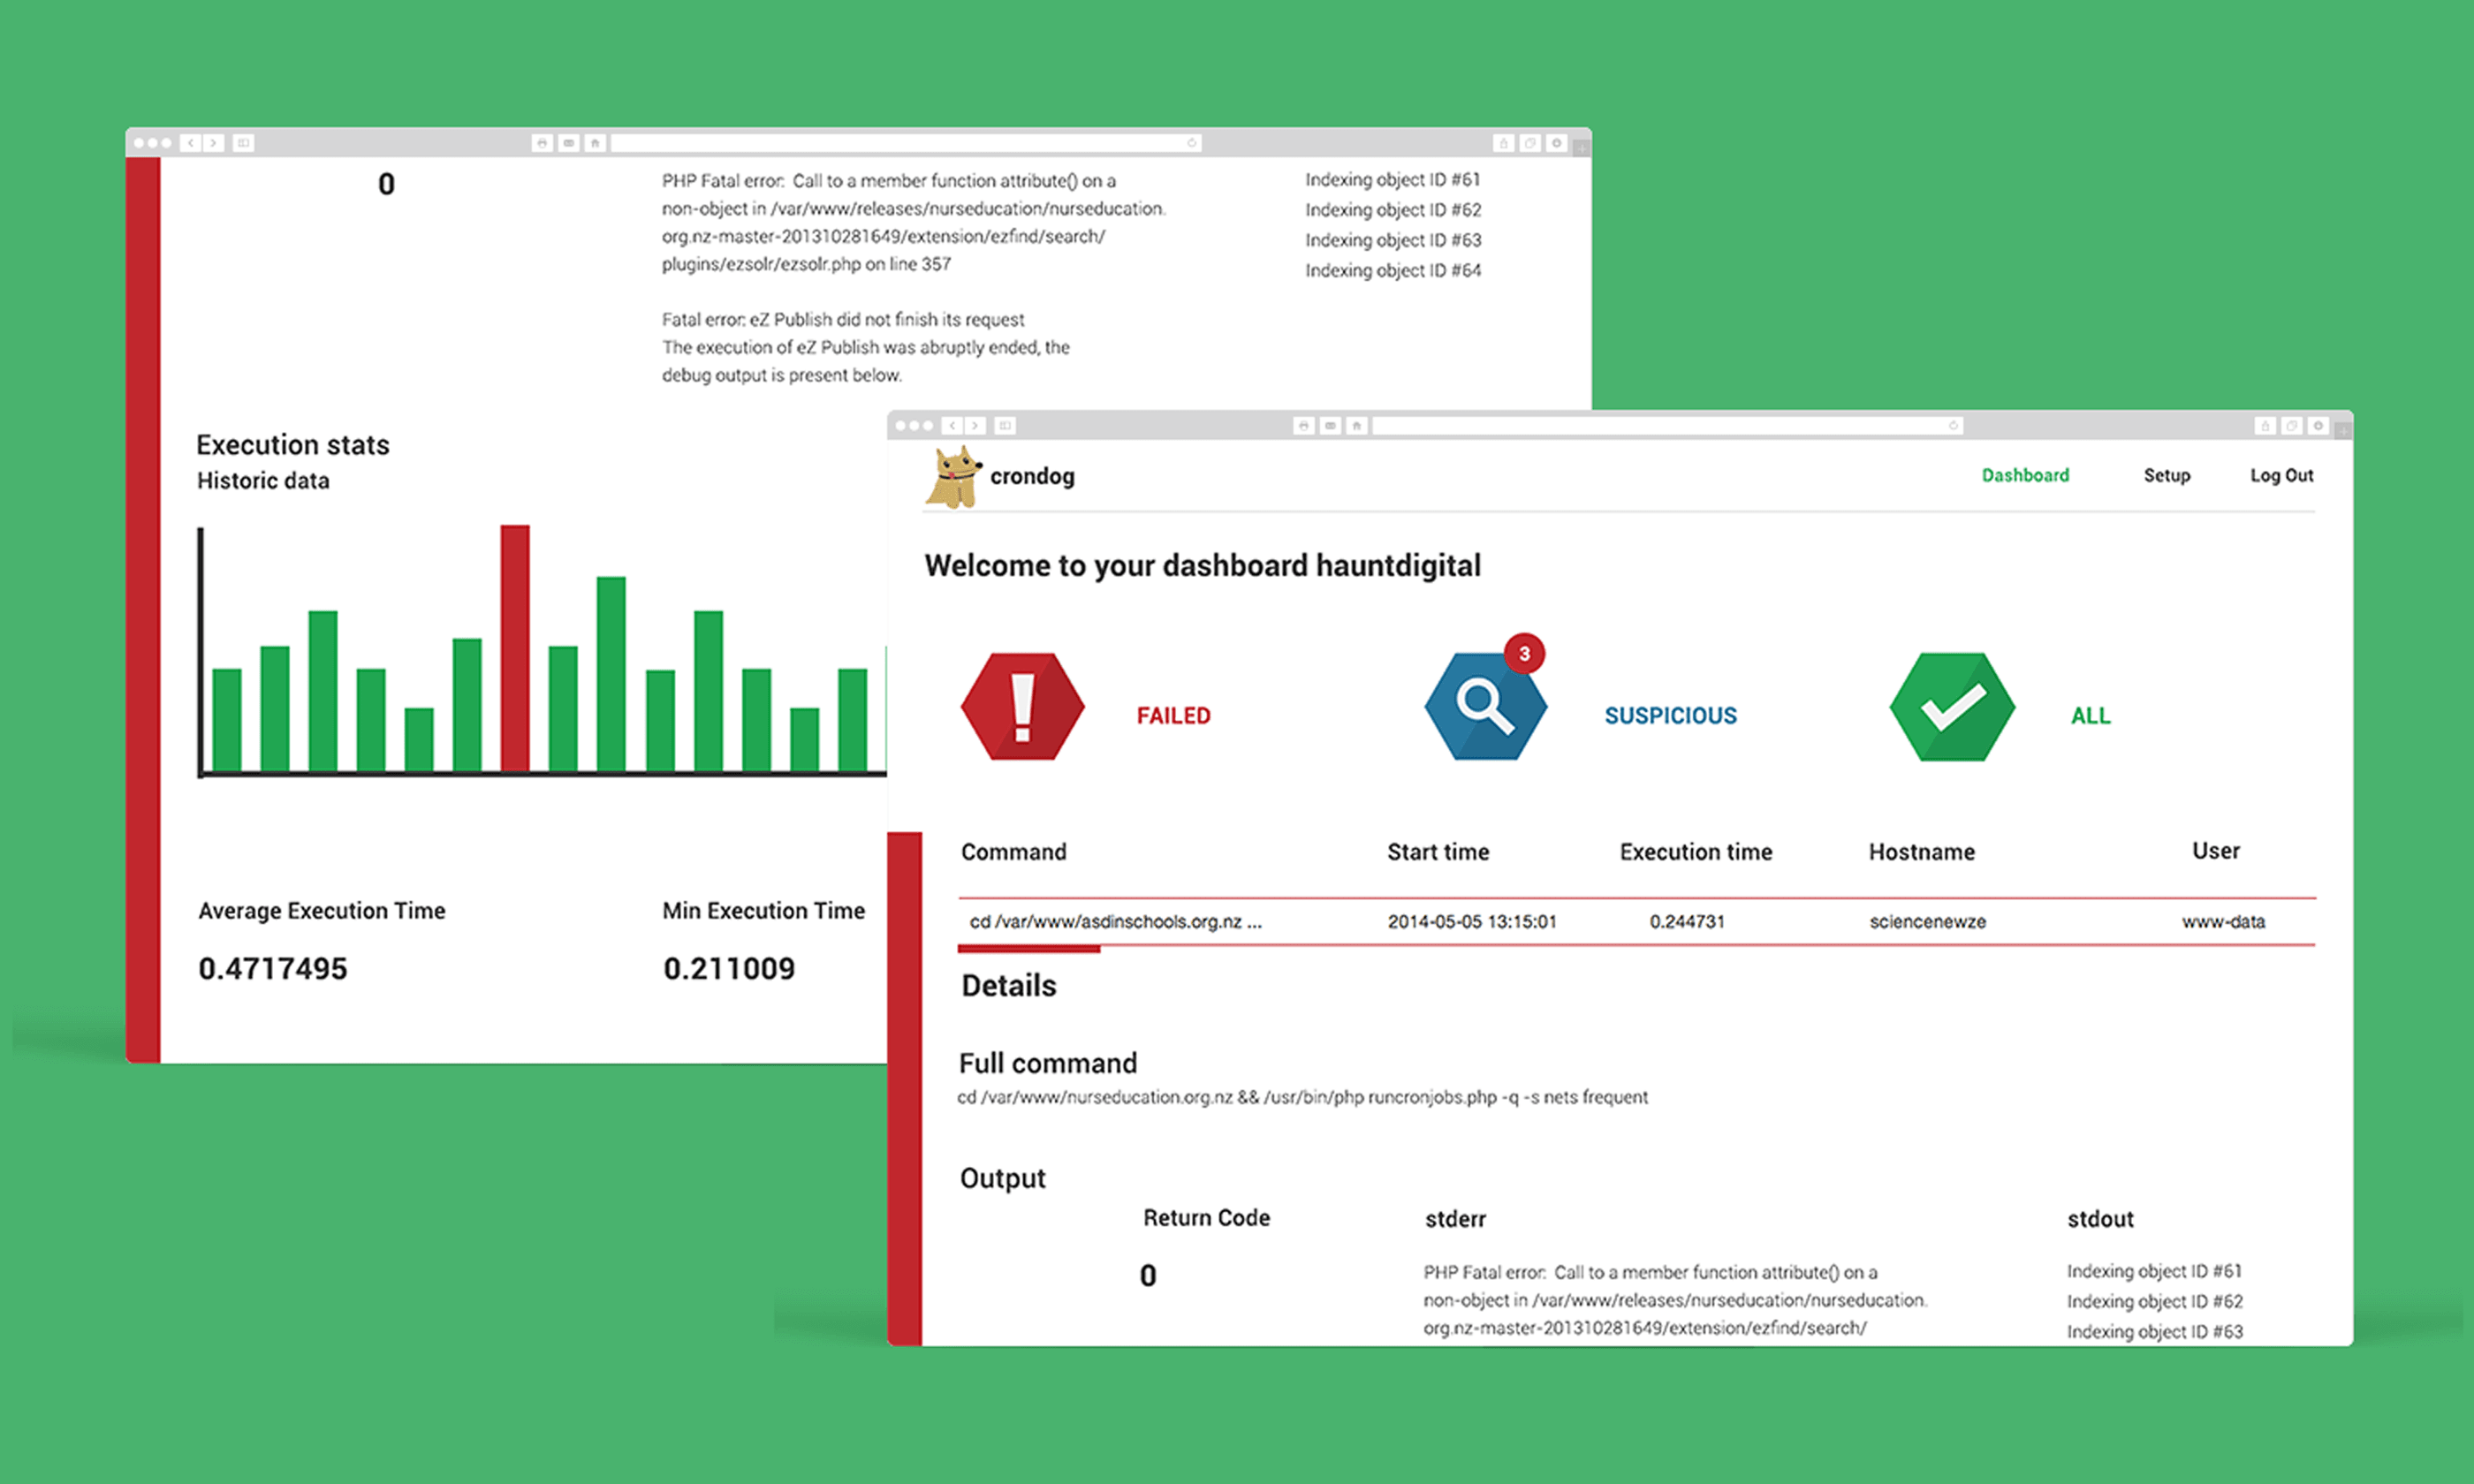 0
PHP Fatal error: Call to a member function attribute() on a
non-object in /var/www/releases/nurseducation/nurseducation.
org.nz-master-201310281649/extension/ezfind/search/
plugins/ezsolr/ezsolr.php on line 357
Fatal error: eZ Publish did not finish its request
The execution of eZ Publish was abruptly ended, the
debug output is present below.
Indexing object ID #61
Indexing object ID #62
Indexing object ID #63
Indexing object ID #64
Execution stats
Historic data
Average Execution Time
0.4717495
Min Execution Time
0.211009
crondog
Dashboard
Setup
Log Out
Welcome to your dashboard hauntdigital
FAILED
3
SUSPICIOUS
ALL
Command Start time Execution time Hostname User
cd /var/www/asdinschools.org.nz ... 2014-05-05 13:15:01 0.244731 sciencenewze www-data
Details
Full command
cd /var/www/nurseducation.org.nz && /usr/bin/php runcronjobs.php -q -s nets frequent
Output
Return Code
0
stderr
PHP Fatal error: Call to a member function attribute() on a
non-object in /var/www/releases/nurseducation/nurseducation.
org.nz-master-201310281649/extension/ezfind/search/
stdout
Indexing object ID #61
Indexing object ID #62
Indexing object ID #63